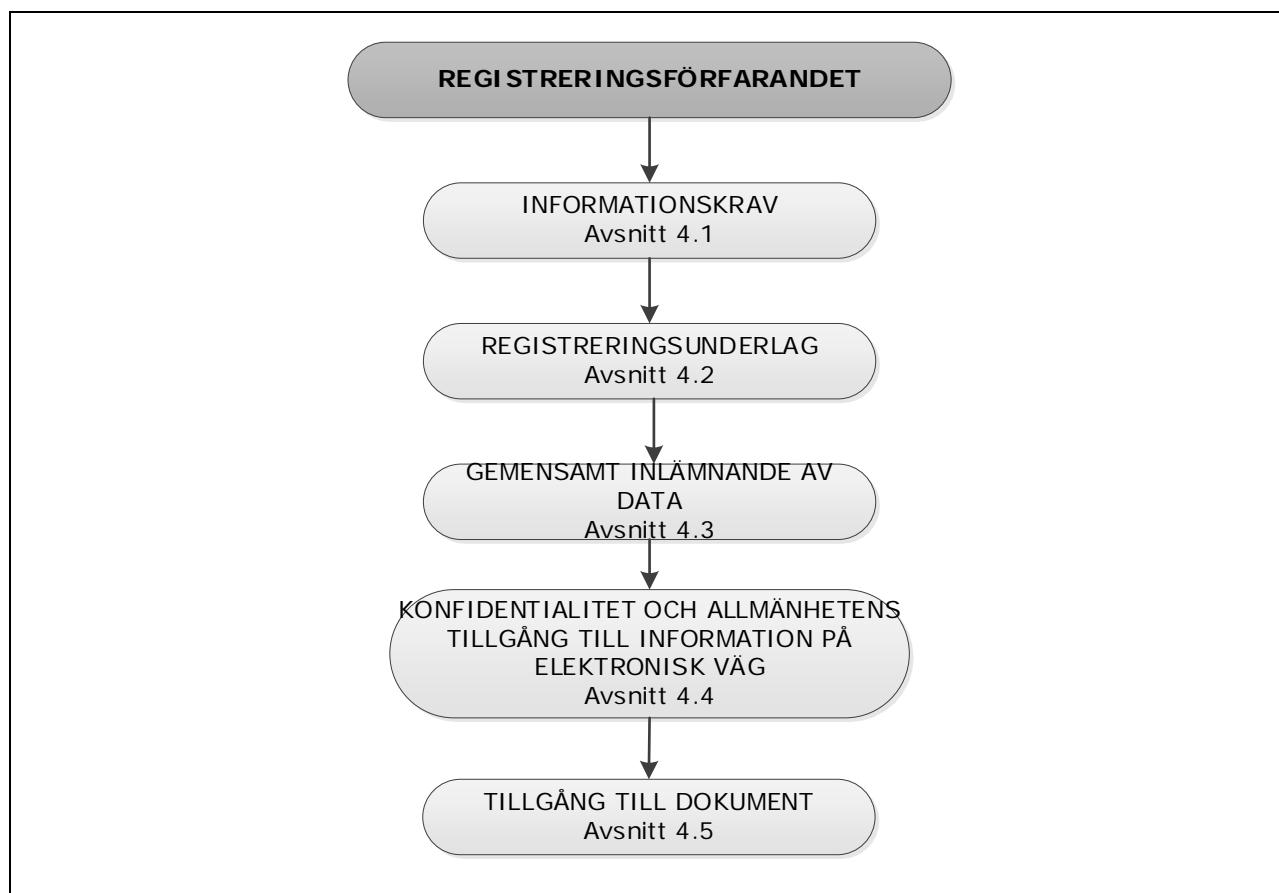 REGISTRERINGSFÖRFARANDET
INFORMATIONSKRAV
Avsnitt 4.1
REGISTRERINGSUNDERLAG
Avsnitt 4.2
GEMENSAMT INLÄMNANDE AV
DATA
Avsnitt 4.3
KONFIDENTIALITET OCH ALLMÄNHETENS
TILLGÅNG TILL INFORMATION PÅ
ELEKTRONISK VÄG
Avsnitt 4.4
TILLGÅNG TILL DOKUMENT
Avsnitt 4.5